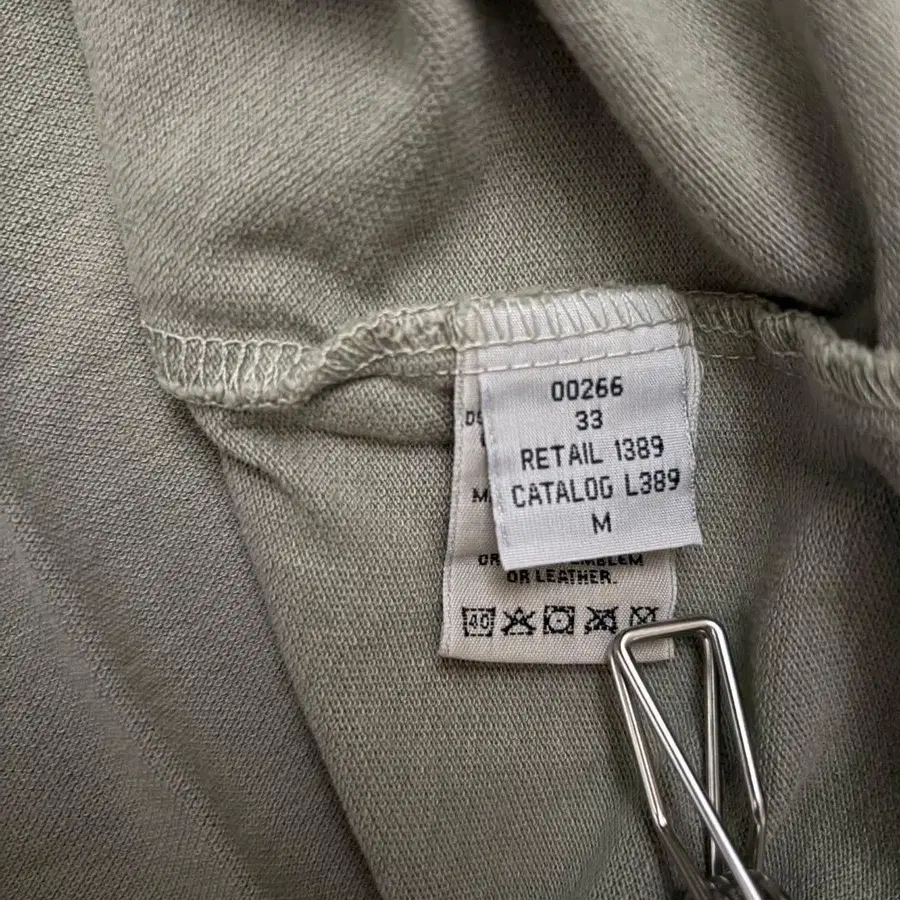 00266
33
RETAIL 1389
CATALOG L389
M
OR LEATHER.
40